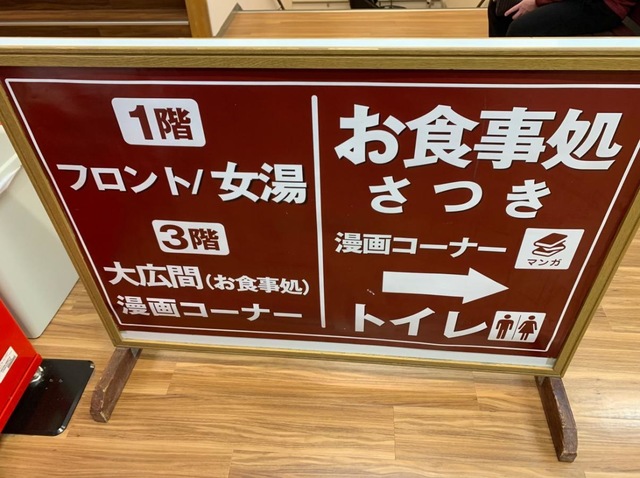 1階
フロント/女湯
3階
大広間(お食事処)
漫画コーナー
お食事処
さつき
漫画コーナー
マンガ
トイレ